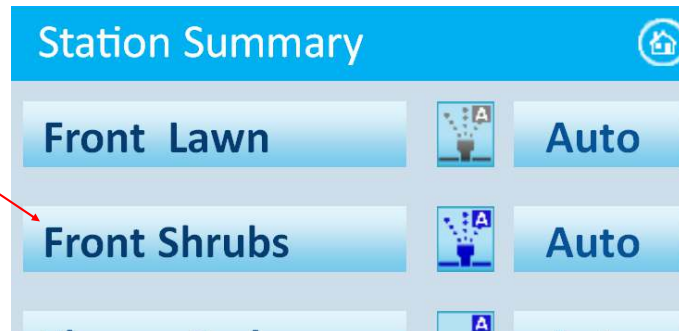 Station Summary
Front Lawn
A
Auto
Front Shrubs
A
Auto
A